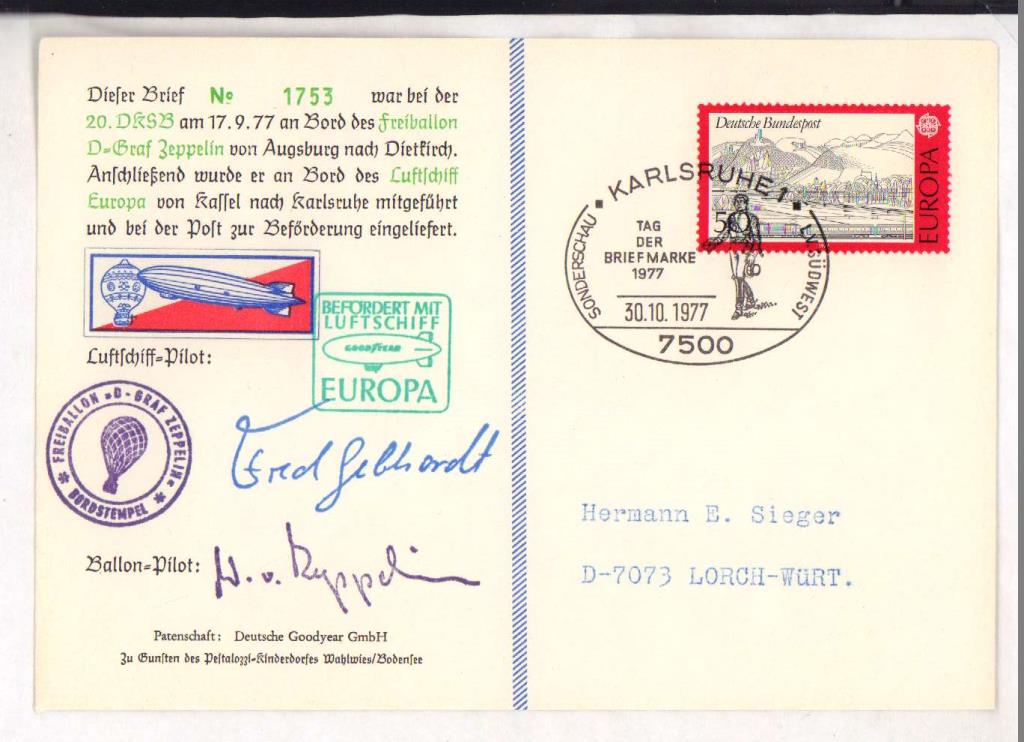 Dieser Brief No 1753 war bei der
20. DKSB am 17.9.77 an Bord des Freiballon
D-Graf Zeppelin von Augsburg nach Dietkirch.
Anschließend wurde er an Bord des Luftschiff
Europa von Kassel nach Karlsruhe mitgeführt
und bei der Post zur Beförderung eingeliefert.
BEFÖRDERT MIT
LUFTSCHIFF
GOODYEAR
EUROPA
Luftschiff-Pilot:
FREIBALLON »D-GRAF ZEPPELIN«
BORDSTEMPEL
Fred Gebhardt
Ballon-Pilot:
Patenschaft: Deutsche Goodyear GmbH
Zu Gunsten des Pestalozzi-Kinderdorfes Wahlwies/Bodensee
Deutsche Bundespost
50
EUROPA
SONDERSCHAU KARLSRUHE 1 LV. SÜDWEST
TAG
DER
BRIEFMARKE
1977
30.10.1977
7500
Hermann E. Sieger
D-7073 LORCH-WÜRT.